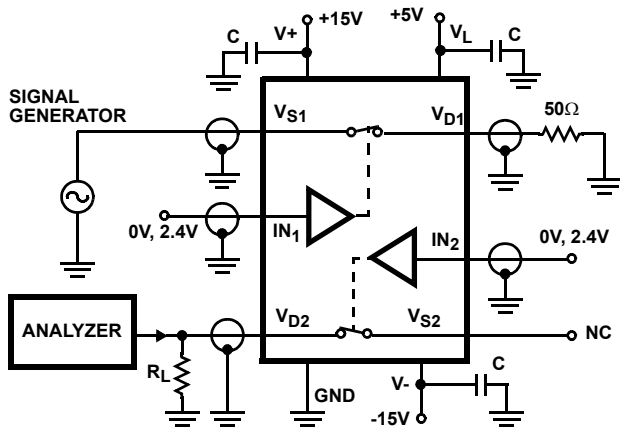 +15V
+5V
C
V+
VL
C
SIGNAL
GENERATOR
VS1
VD1
50Ω
0V, 2.4V
IN1
IN2
0V, 2.4V
ANALYZER
VD2
VS2
NC
RL
GND
V-
C
-15V